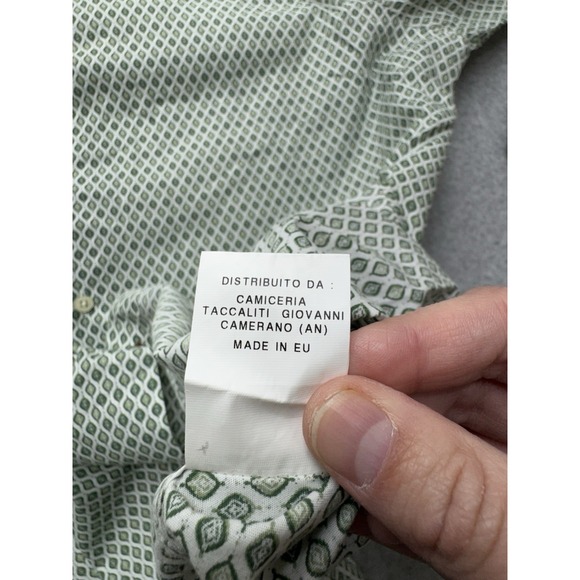 DISTRIBUITO DA :
CAMICERIA
TACCALITI GIOVANNI
CAMERANO (AN)
MADE IN EU